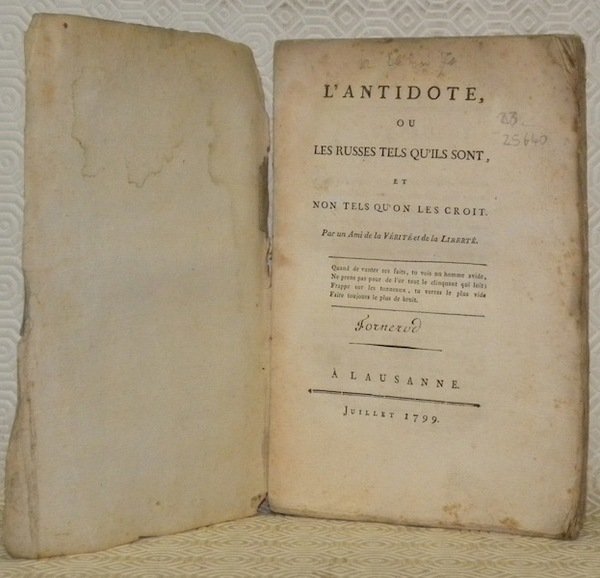 L'ANTIDOTE,
OU
LES RUSSES TELS QU'ILS SONT,
ET
NON TELS QU'ON LES CROIT.
Par un Ami de la VÉRITÉ et de la LIBERTÉ.
Quand de vanter ses faits, tu vois un homme avide,
Ne prens pas pour de l'or tout le clinquant qui luit;
Frappe sur les tonneaux, tu verras le plus vide
Faire toujours le plus de bruit.
Fornerod
À LAUSANNE.
JUILLET 1799.
23
25640